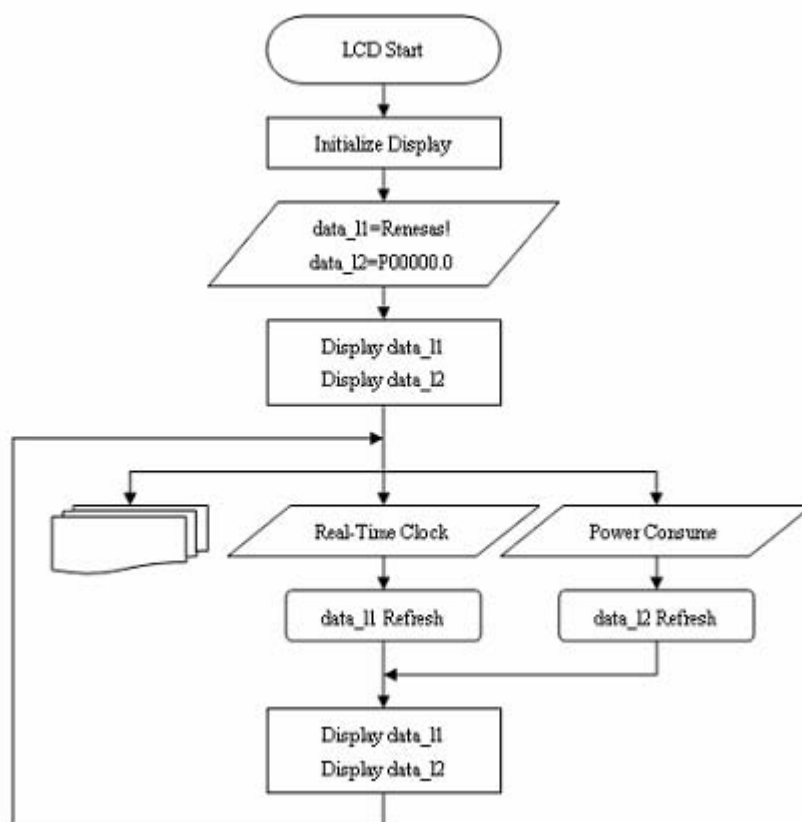 LCD Start
Initialize Display
data_l1=Renesas!
data_l2=P00000.0
Display data_l1
Display data_l2
Real-Time Clock
Power Consume
data_l1 Refresh
data_l2 Refresh
Display data_l1
Display data_l2